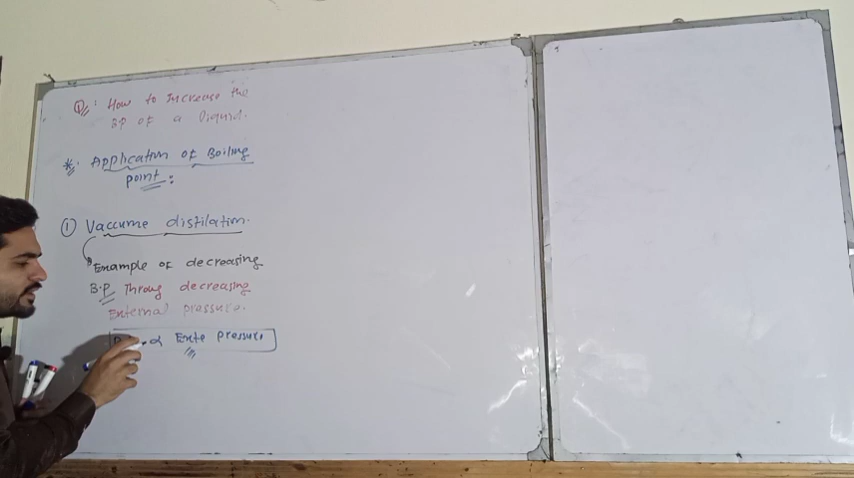 Q: How to Increase the
B.P of a liquid.
*: Application of Boiling
point:
① Vaccume distilation.
Example of decreasing
B.P Throug decreasing
External pressure.
∝ Exte Pressure